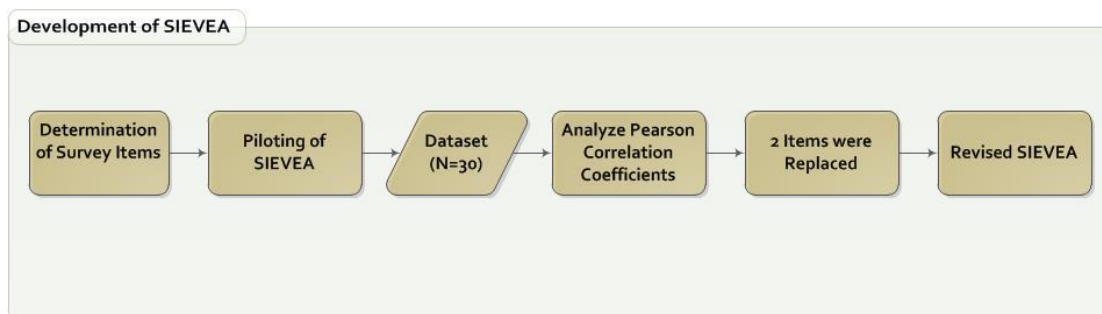 Development of SIEVEA
Determination
of Survey Items
Piloting of
SIEVEA
Dataset
(N=30)
Analyze Pearson
Correlation
Coefficients
2 Items were
Replaced
Revised SIEVEA